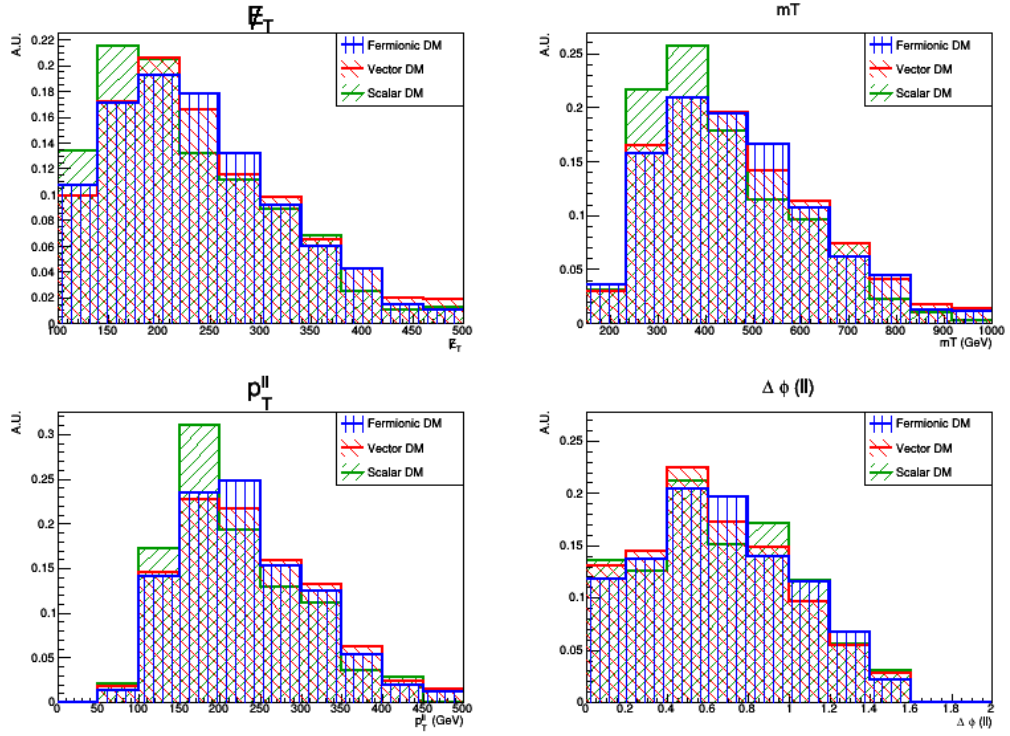 E̸_T
A.U.
0.22
0.2
0.18
0.16
0.14
0.12
0.1
0.08
0.06
0.04
0.02
0
Fermionic DM
Vector DM
Scalar DM
100 150 200 250 300 350 400 450 500
E̸_T
mT
A.U.
0.25
0.2
0.15
0.1
0.05
0
Fermionic DM
Vector DM
Scalar DM
200 300 400 500 600 700 800 900 1000
mT (GeV)
p_T^ll
A.U.
0.3
0.25
0.2
0.15
0.1
0.05
0
Fermionic DM
Vector DM
Scalar DM
0 50 100 150 200 250 300 350 400 450 500
p_T^ll (GeV)
Δ ϕ (ll)
A.U.
0.25
0.2
0.15
0.1
0.05
0
Fermionic DM
Vector DM
Scalar DM
0 0.2 0.4 0.6 0.8 1 1.2 1.4 1.6 1.8 2
Δ ϕ (ll)